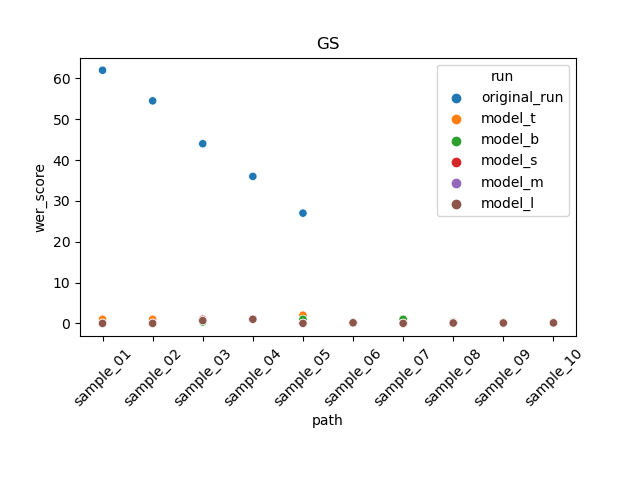 GS
run
original_run
model_t
model_b
model_s
model_m
model_l
wer_score
60
50
40
30
20
10
0
sample_01
sample_02
sample_03
sample_04
sample_05
sample_06
sample_07
sample_08
sample_09
sample_10
path